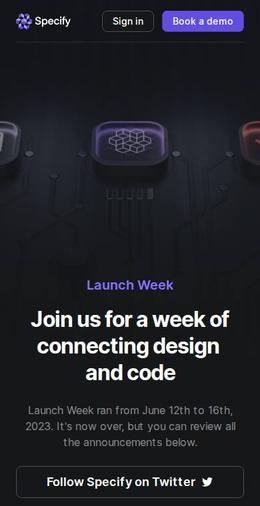 Specify
Sign in
Book a demo
Launch Week
Join us for a week of
connecting design
and code
Launch Week ran from June 12th to 16th,
2023. It's now over, but you can review all
the announcements below.
Follow Specify on Twitter